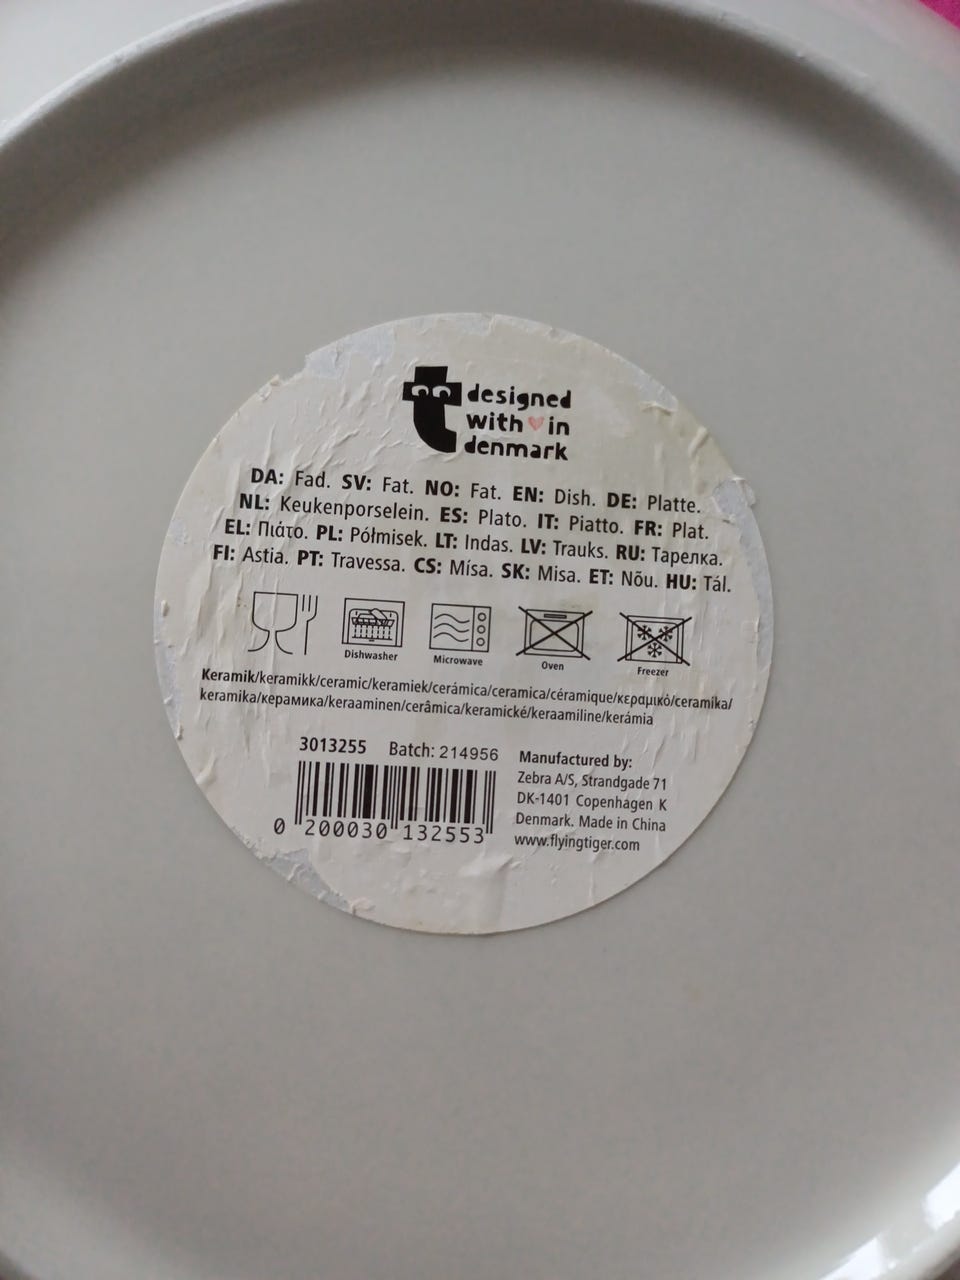 designed
with in
denmark
DA: Fad. SV: Fat. NO: Fat. EN: Dish. DE: Platte.
NL: Keukenporselein. ES: Plato. IT: Piatto. FR: Plat.
EL: Πιάτο. PL: Półmisek. LT: Indas. LV: Trauks. RU: Тарелка.
FI: Astia. PT: Travessa. CS: Mísa. SK: Misa. ET: Nõu. HU: Tál.
Dishwasher Microwave Oven Freezer
Keramik/keramikk/ceramic/keramiek/cerámica/ceramica/céramique/κεραμικό/ceramika/
keramika/керамика/keraaminen/cerâmica/keramické/keraamiline/kerámia
3013255 Batch: 214956
0 200030 132553
Manufactured by:
Zebra A/S, Strandgade 71
DK-1401 Copenhagen K
Denmark. Made in China
www.flyingtiger.com